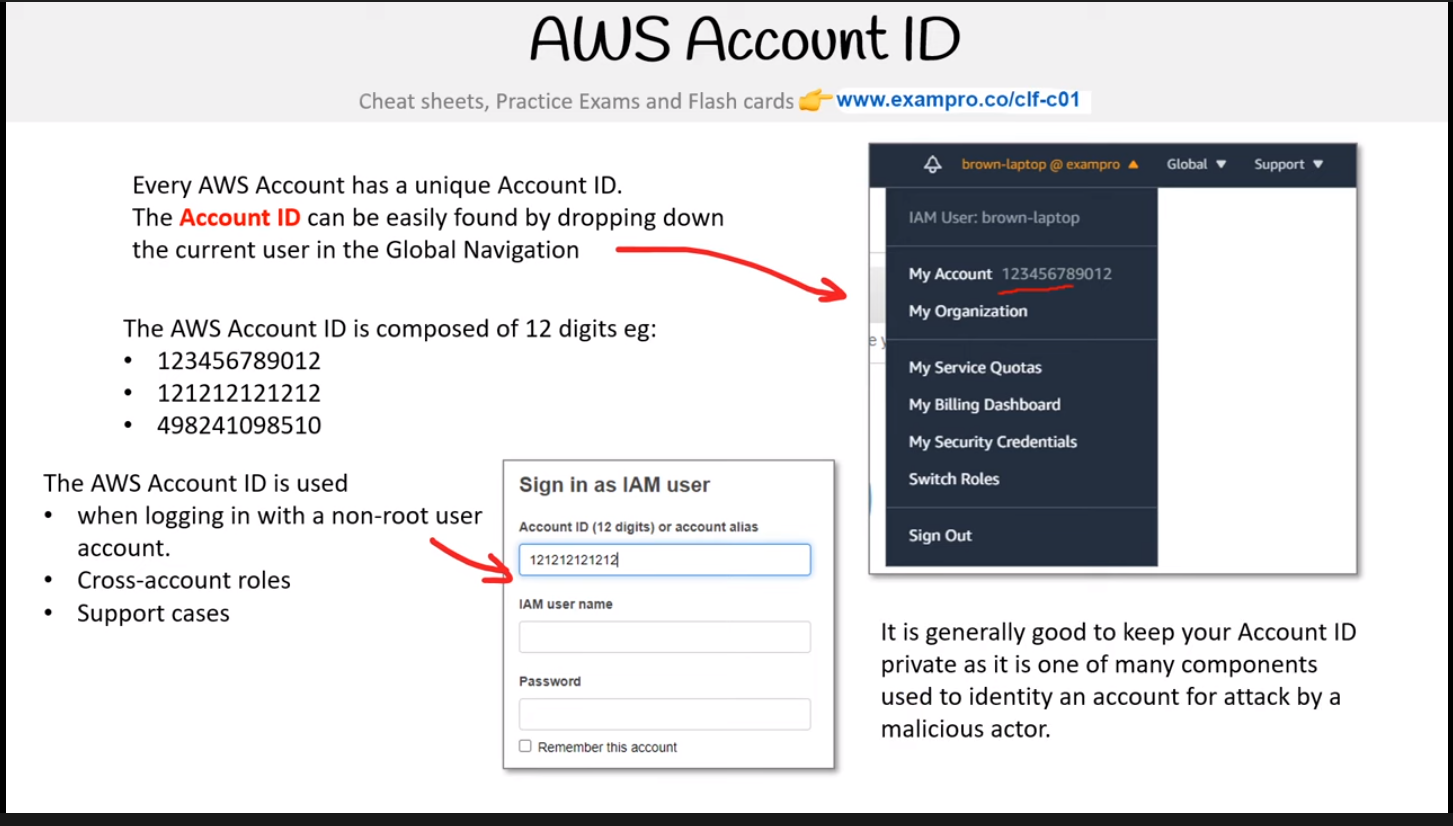 AWS Account ID
Cheat sheets, Practice Exams and Flash cards 👉 www.exampro.co/clf-c01
Every AWS Account has a unique Account ID.
The Account ID can be easily found by dropping down
the current user in the Global Navigation
The AWS Account ID is composed of 12 digits eg:
• 123456789012
• 121212121212
• 498241098510
The AWS Account ID is used
• when logging in with a non-root user
account.
• Cross-account roles
• Support cases
Sign in as IAM user
Account ID (12 digits) or account alias
121212121212
IAM user name
Password
Remember this account
brown-laptop @ exampro Global Support
IAM User: brown-laptop
My Account 123456789012
My Organization
My Service Quotas
My Billing Dashboard
My Security Credentials
Switch Roles
Sign Out
It is generally good to keep your Account ID
private as it is one of many components
used to identity an account for attack by a
malicious actor.